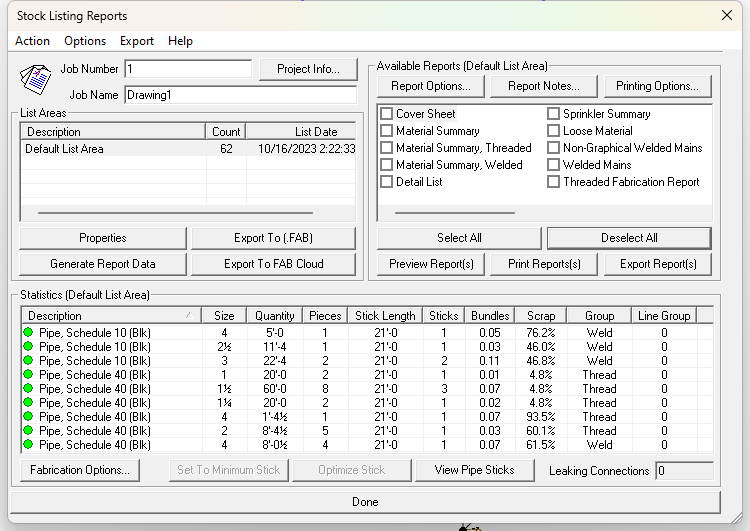 Stock Listing Reports
Action Options Export Help
Job Number 1 Project Info...
Job Name Drawing1
List Areas
Description Count List Date
Default List Area 62 10/16/2023 2:22:33
Properties Export To (.FAB)
Generate Report Data Export To FAB Cloud
Available Reports (Default List Area)
Report Options... Report Notes... Printing Options...
Cover Sheet Sprinkler Summary
Material Summary Loose Material
Material Summary, Threaded Non-Graphical Welded Mains
Material Summary, Welded Welded Mains
Detail List Threaded Fabrication Report
Select All Deselect All
Preview Report(s) Print Reports(s) Export Report(s)
Statistics (Default List Area)
Description Size Quantity Pieces Stick Length Sticks Bundles Scrap Group Line Group
Pipe, Schedule 10 (Blk) 4 5'-0 1 21'-0 1 0.05 76.2% Weld 0
Pipe, Schedule 10 (Blk) 2½ 11'-4 1 21'-0 1 0.03 46.0% Weld 0
Pipe, Schedule 10 (Blk) 3 22'-4 2 21'-0 2 0.11 46.8% Weld 0
Pipe, Schedule 40 (Blk) 1 20'-0 2 21'-0 1 0.01 4.8% Thread 0
Pipe, Schedule 40 (Blk) 1½ 60'-0 8 21'-0 3 0.07 4.8% Thread 0
Pipe, Schedule 40 (Blk) 1¼ 20'-0 2 21'-0 1 0.02 4.8% Thread 0
Pipe, Schedule 40 (Blk) 4 1'-4½ 1 21'-0 1 0.07 93.5% Thread 0
Pipe, Schedule 40 (Blk) 2 8'-4½ 5 21'-0 1 0.03 60.1% Thread 0
Pipe, Schedule 40 (Blk) 4 8'-0½ 4 21'-0 1 0.07 61.5% Weld 0
Fabrication Options... Set To Minimum Stick Optimize Stick View Pipe Sticks Leaking Connections 0
Done